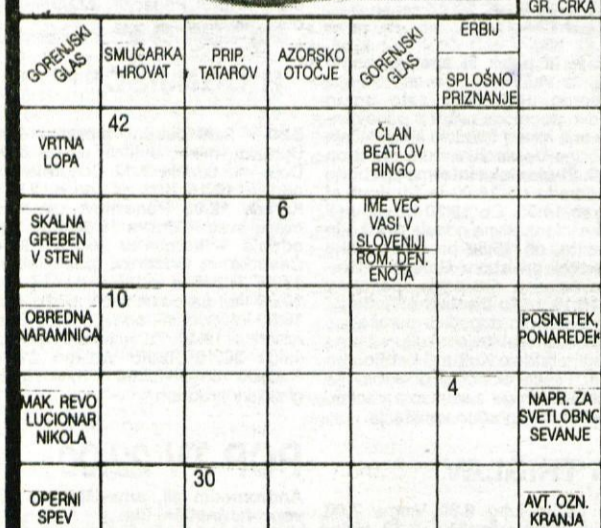 GR. ČRKA
GORENJSKI
GLAS
SMUČARKA
HROVAT
PRIP.
TATAROV
AZORSKO
OTOČJE
GORENJSKI
GLAS
ERBIJ
SPLOŠNO
PRIZNANJE
VRTNA
LOPA
42
ČLAN
BEATLOV,
RINGO
SKALNA
GREBEN
V STENI
6
IME VEČ
VASI V
SLOVENIJI
ROM. DEN.
ENOTA
OBREDNA
NARAMNICA
10
POSNETEK,
PONAREDEK
MAK. REVO
LUCIONAR
NIKOLA
4
NAPR. ZA
SVETLOBNO
SEVANJE
OPERNI
SPEV
30
AVT. OZN.
KRANJA